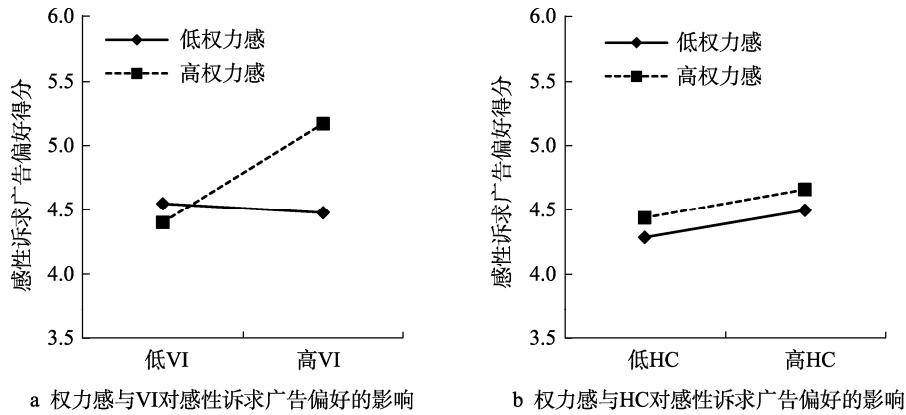 6.0
5.5
5.0
4.5
4.0
3.5
感性诉求广告偏好得分
低权力感
高权力感
低VI
高VI
a 权力感与VI对感性诉求广告偏好的影响
6.0
5.5
5.0
4.5
4.0
3.5
感性诉求广告偏好得分
低权力感
高权力感
低HC
高HC
b 权力感与HC对感性诉求广告偏好的影响